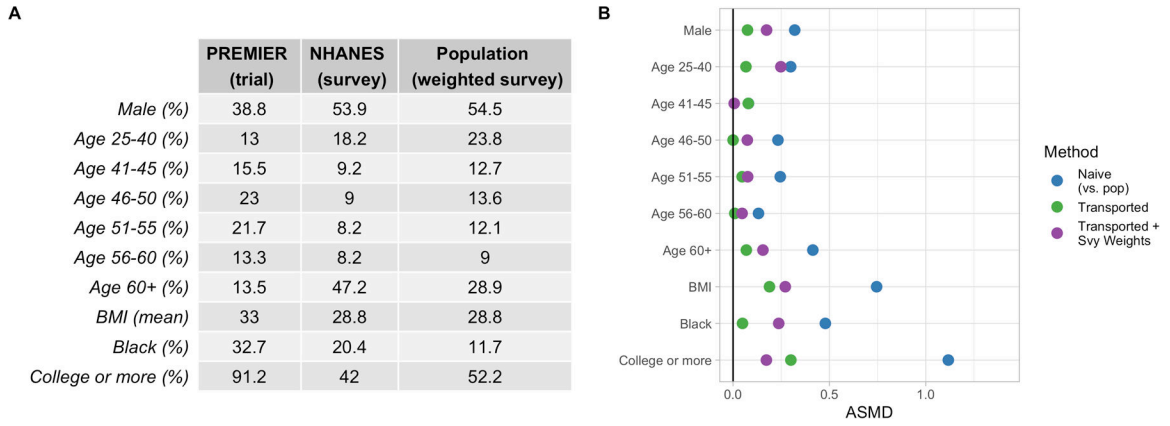 A
PREMIER (trial) NHANES (survey) Population (weighted survey)
Male (%) 38.8 53.9 54.5
Age 25-40 (%) 13 18.2 23.8
Age 41-45 (%) 15.5 9.2 12.7
Age 46-50 (%) 23 9 13.6
Age 51-55 (%) 21.7 8.2 12.1
Age 56-60 (%) 13.3 8.2 9
Age 60+ (%) 13.5 47.2 28.9
BMI (mean) 33 28.8 28.8
Black (%) 32.7 20.4 11.7
College or more (%) 91.2 42 52.2
B
Male
Age 25-40
Age 41-45
Age 46-50
Age 51-55
Age 56-60
Age 60+
BMI
Black
College or more
0.0 0.5 1.0
ASMD
Method
Naive
(vs. pop)
Transported
Transported +
Svy Weights